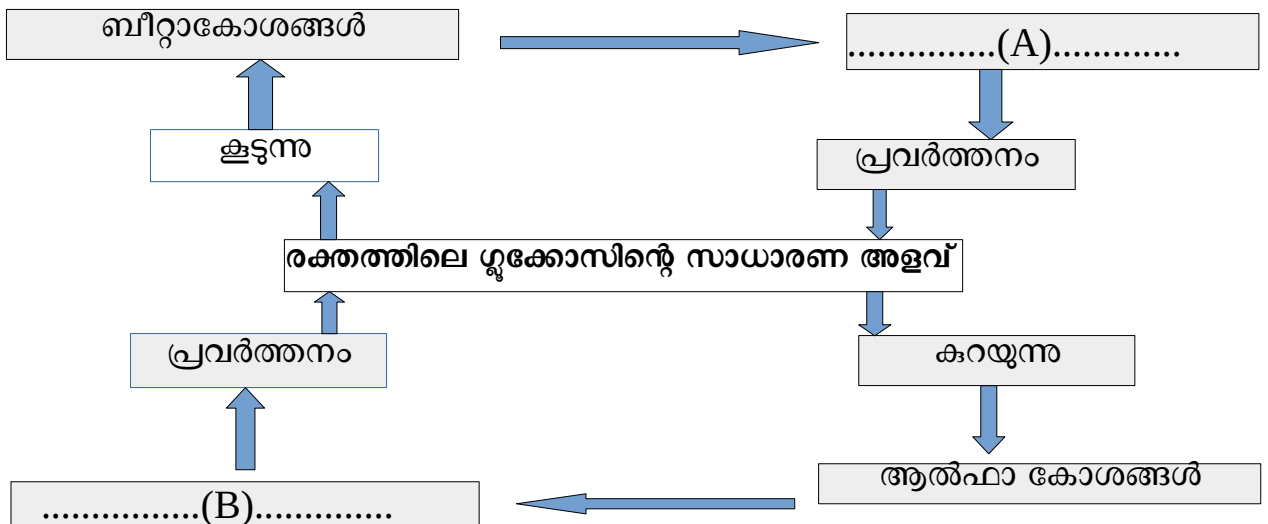 ബീറ്റാകോശങ്ങൾ
...............(A).............
കൂടുന്നു
പ്രവർത്തനം
രക്തത്തിലെ ഗ്ലൂക്കോസിന്റെ സാധാരണ അളവ്
പ്രവർത്തനം
കുറയുന്നു
ആൽഫാ കോശങ്ങൾ
................(B)..............